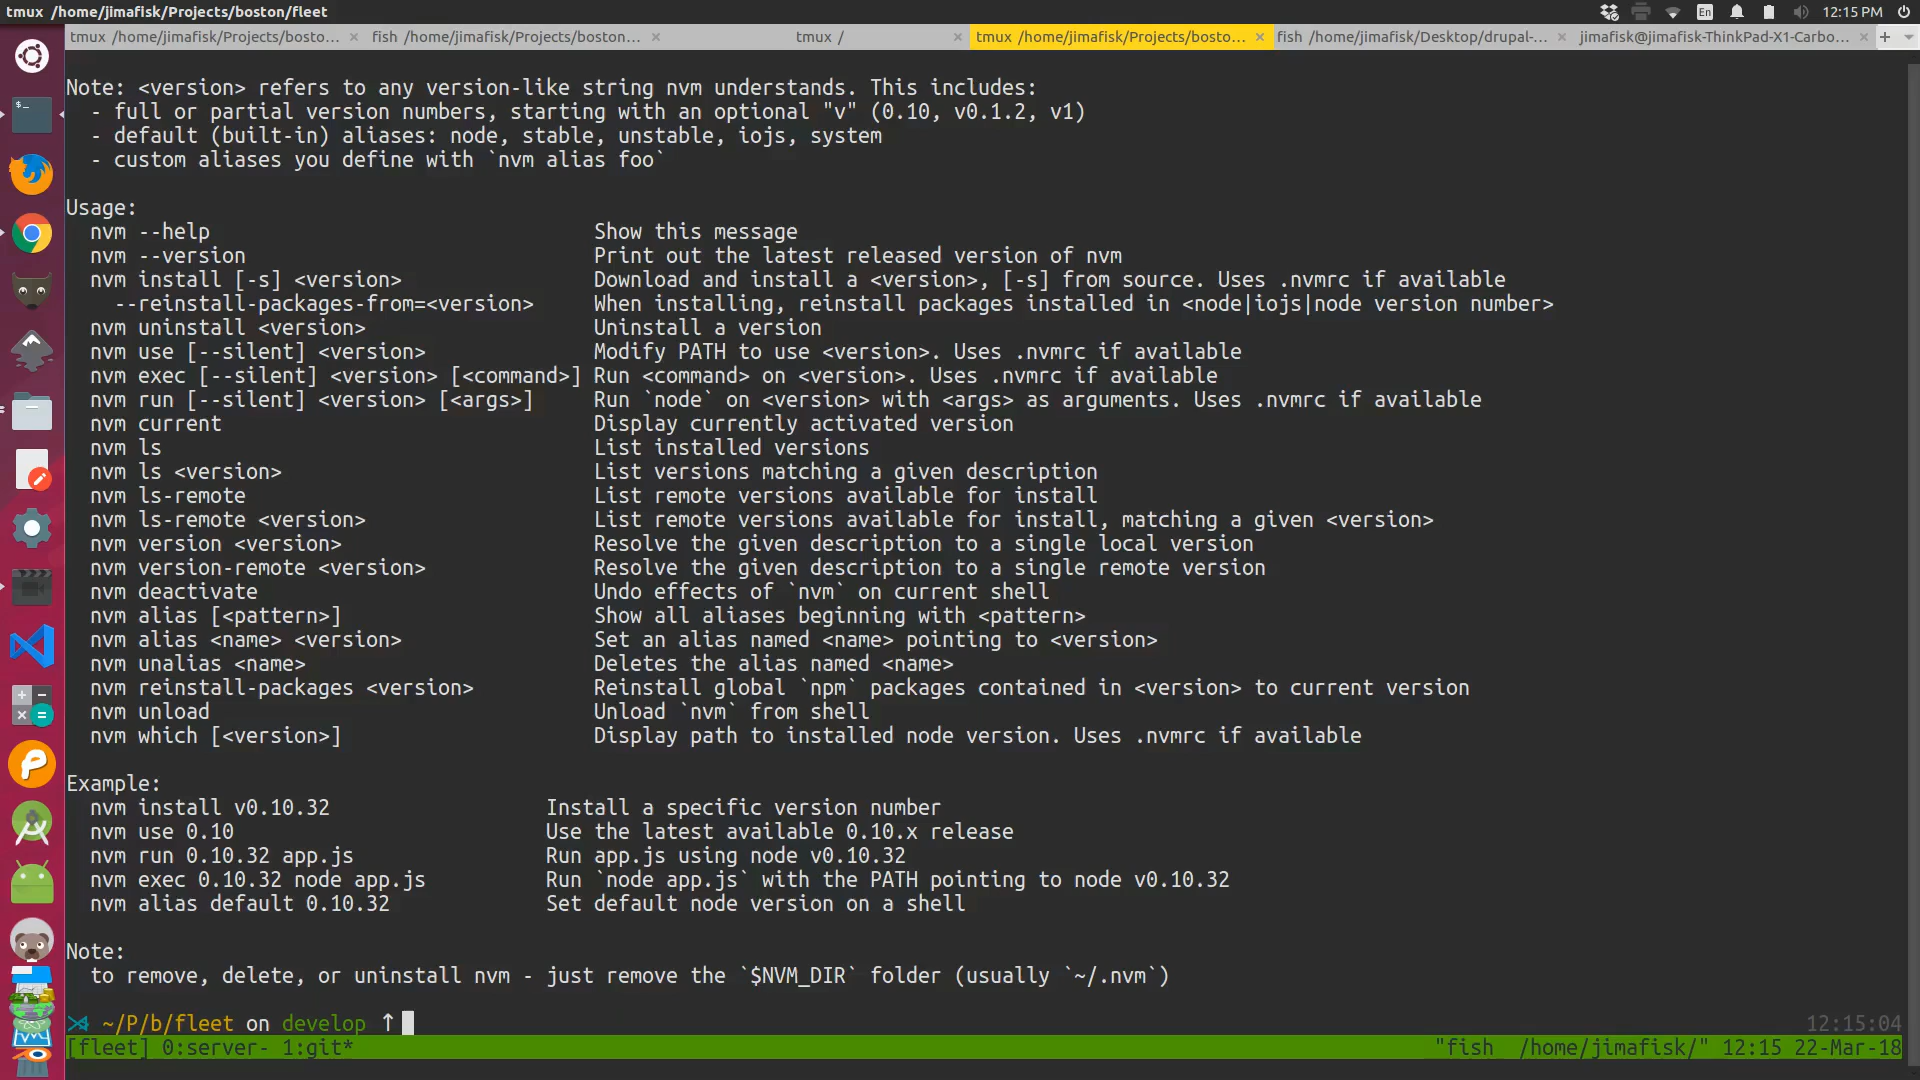 tmux /home/jimafisk/Projects/boston/fleet
En
12:15 PM
tmux /home/jimafisk/Projects/bosto... × fish /home/jimafisk/Projects/boston... × tmux / × tmux /home/jimafisk/Projects/bosto... × fish /home/jimafisk/Desktop/drupal-... × jimafisk@jimafisk-ThinkPad-X1-Carbo... × +
Note: <version> refers to any version-like string nvm understands. This includes:
- full or partial version numbers, starting with an optional "v" (0.10, v0.1.2, v1)
- default (built-in) aliases: node, stable, unstable, iojs, system
- custom aliases you define with `nvm alias foo`
Usage:
nvm --help Show this message
nvm --version Print out the latest released version of nvm
nvm install [-s] <version> Download and install a <version>, [-s] from source. Uses .nvmrc if available
--reinstall-packages-from=<version> When installing, reinstall packages installed in <node|iojs|node version number>
nvm uninstall <version> Uninstall a version
nvm use [--silent] <version> Modify PATH to use <version>. Uses .nvmrc if available
nvm exec [--silent] <version> [<command>] Run <command> on <version>. Uses .nvmrc if available
nvm run [--silent] <version> [<args>] Run `node` on <version> with <args> as arguments. Uses .nvmrc if available
nvm current Display currently activated version
nvm ls List installed versions
nvm ls <version> List versions matching a given description
nvm ls-remote List remote versions available for install
nvm ls-remote <version> List remote versions available for install, matching a given <version>
nvm version <version> Resolve the given description to a single local version
nvm version-remote <version> Resolve the given description to a single remote version
nvm deactivate Undo effects of `nvm` on current shell
nvm alias [<pattern>] Show all aliases beginning with <pattern>
nvm alias <name> <version> Set an alias named <name> pointing to <version>
nvm unalias <name> Deletes the alias named <name>
nvm reinstall-packages <version> Reinstall global `npm` packages contained in <version> to current version
nvm unload Unload `nvm` from shell
nvm which [<version>] Display path to installed node version. Uses .nvmrc if available
Example:
nvm install v0.10.32 Install a specific version number
nvm use 0.10 Use the latest available 0.10.x release
nvm run 0.10.32 app.js Run app.js using node v0.10.32
nvm exec 0.10.32 node app.js Run `node app.js` with the PATH pointing to node v0.10.32
nvm alias default 0.10.32 Set default node version on a shell
Note:
to remove, delete, or uninstall nvm - just remove the `$NVM_DIR` folder (usually `~/.nvm`)
⋊> ~/P/b/fleet on develop ↑ 12:15:04
[fleet] 0:server- 1:git* "fish /home/jimafisk/" 12:15 22-Mar-18